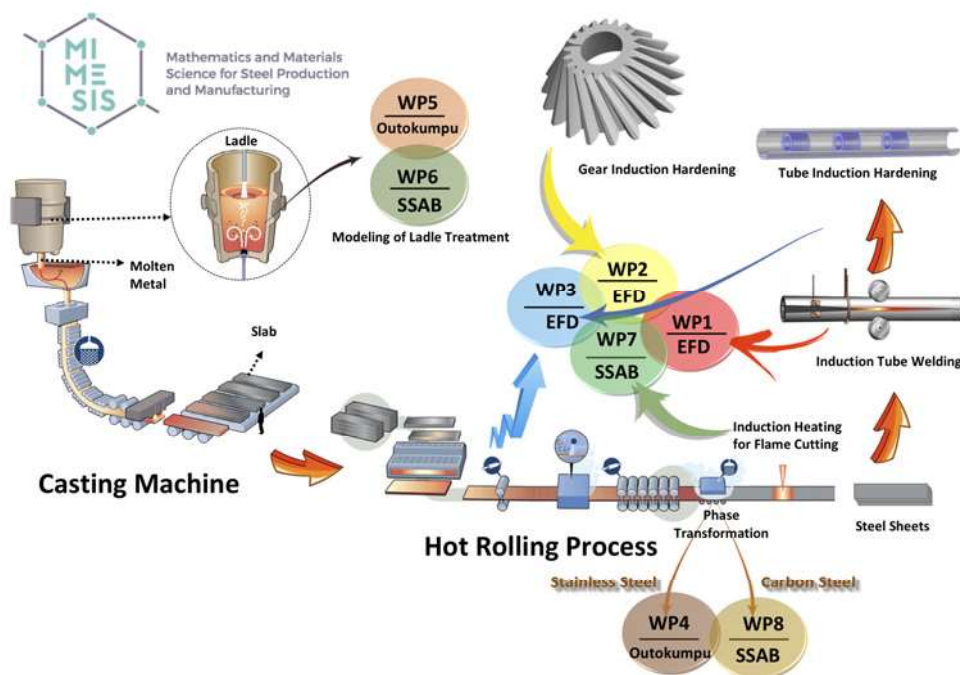 MI
ME
SIS
Mathematics and Materials
Science for Steel Production
and Manufacturing
Ladle
WP5
Outokumpu
WP6
SSAB
Modeling of Ladle Treatment
Gear Induction Hardening
Tube Induction Hardening
Molten
Metal
WP2
EFD
WP3
EFD
WP1
EFD
WP7
SSAB
Slab
Induction Tube Welding
Induction Heating
for Flame Cutting
Casting Machine
Phase
Transformation
Steel Sheets
Hot Rolling Process
Stainless Steel
Carbon Steel
WP4
Outokumpu
WP8
SSAB